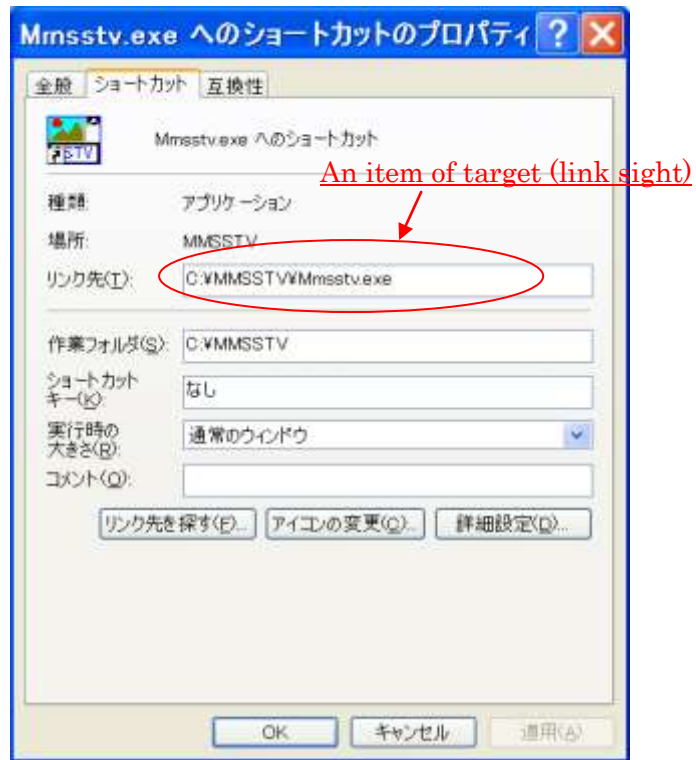 Mmsstv.exe へのショートカットのプロパティ
全般 ショートカット 互換性
STV
Mmsstv.exe へのショートカット
An item of target (link sight)
種類: アプリケーション
場所: MMSSTV
リンク先(T): C:¥MMSSTV¥Mmsstv.exe
作業フォルダ(S): C:¥MMSSTV
ショートカット
キー(K): なし
実行時の
大きさ(R): 通常のウィンドウ
コメント(O):
リンク先を探す(F)... アイコンの変更(C)... 詳細設定(D)...
OK キャンセル 適用(A)